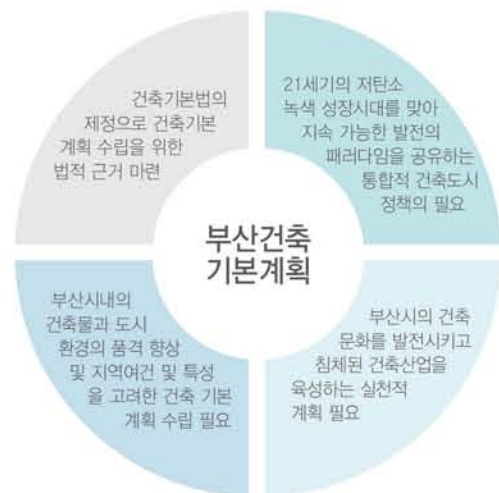 건축기본법의
제정으로 건축기본
계획 수립을 위한
법적 근거 마련
21세기의 저탄소
녹색 성장시대를 맞아
지속 가능한 발전의
패러다임을 공유하는
통합적 건축도시
정책의 필요
부산건축
기본계획
부산시내의
건축물과 도시
환경의 품격 향상
및 지역여건 및 특성
을 고려한 건축 기본
계획 수립 필요
부산시의 건축
문화를 발전시키고
침체된 건축산업을
육성하는 실천적
계획 필요